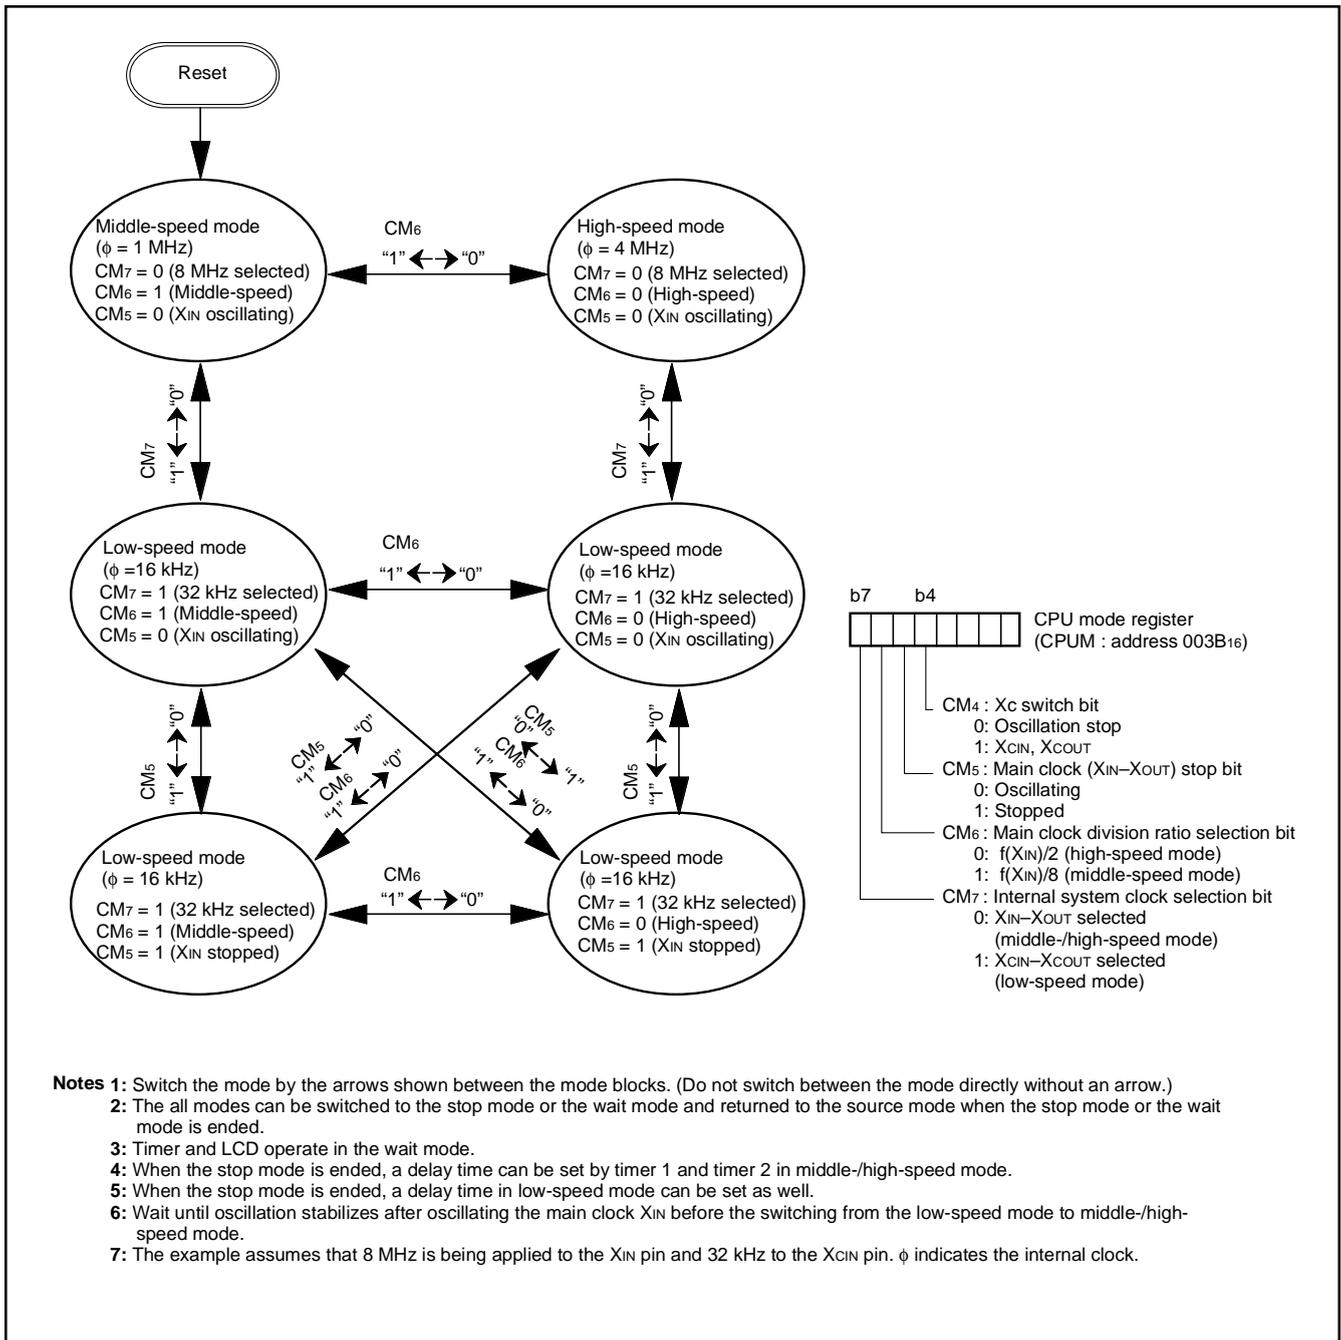 Reset
Middle-speed mode
(ϕ = 1 MHz)
CM7 = 0 (8 MHz selected)
CM6 = 1 (Middle-speed)
CM5 = 0 (XIN oscillating)
CM6
“1” “0”
High-speed mode
(ϕ = 4 MHz)
CM7 = 0 (8 MHz selected)
CM6 = 0 (High-speed)
CM5 = 0 (XIN oscillating)
CM7
“1” “0”
CM7
“1” “0”
Low-speed mode
(ϕ =16 kHz)
CM7 = 1 (32 kHz selected)
CM6 = 1 (Middle-speed)
CM5 = 0 (XIN oscillating)
CM6
“1” “0”
Low-speed mode
(ϕ =16 kHz)
CM7 = 1 (32 kHz selected)
CM6 = 0 (High-speed)
CM5 = 0 (XIN oscillating)
CM5
“1” “0”
CM5
“1” “0”
CM6
“1” “0”
CM5
“0” “1”
CM6
“1” “0”
CM5
“1” “0”
Low-speed mode
(ϕ = 16 kHz)
CM7 = 1 (32 kHz selected)
CM6 = 1 (Middle-speed)
CM5 = 1 (XIN stopped)
CM6
“1” “0”
Low-speed mode
(ϕ =16 kHz)
CM7 = 1 (32 kHz selected)
CM6 = 0 (High-speed)
CM5 = 1 (XIN stopped)
b7 b4
CPU mode register
(CPUM : address 003B16)
CM4 : Xc switch bit
0: Oscillation stop
1: XCIN, XCOUT
CM5 : Main clock (XIN–XOUT) stop bit
0: Oscillating
1: Stopped
CM6 : Main clock division ratio selection bit
0: f(XIN)/2 (high-speed mode)
1: f(XIN)/8 (middle-speed mode)
CM7 : Internal system clock selection bit
0: XIN–XOUT selected
(middle-/high-speed mode)
1: XCIN–XCOUT selected
(low-speed mode)
Notes 1: Switch the mode by the arrows shown between the mode blocks. (Do not switch between the mode directly without an arrow.)
2: The all modes can be switched to the stop mode or the wait mode and returned to the source mode when the stop mode or the wait
mode is ended.
3: Timer and LCD operate in the wait mode.
4: When the stop mode is ended, a delay time can be set by timer 1 and timer 2 in middle-/high-speed mode.
5: When the stop mode is ended, a delay time in low-speed mode can be set as well.
6: Wait until oscillation stabilizes after oscillating the main clock XIN before the switching from the low-speed mode to middle-/high-
speed mode.
7: The example assumes that 8 MHz is being applied to the XIN pin and 32 kHz to the XCIN pin. ϕ indicates the internal clock.